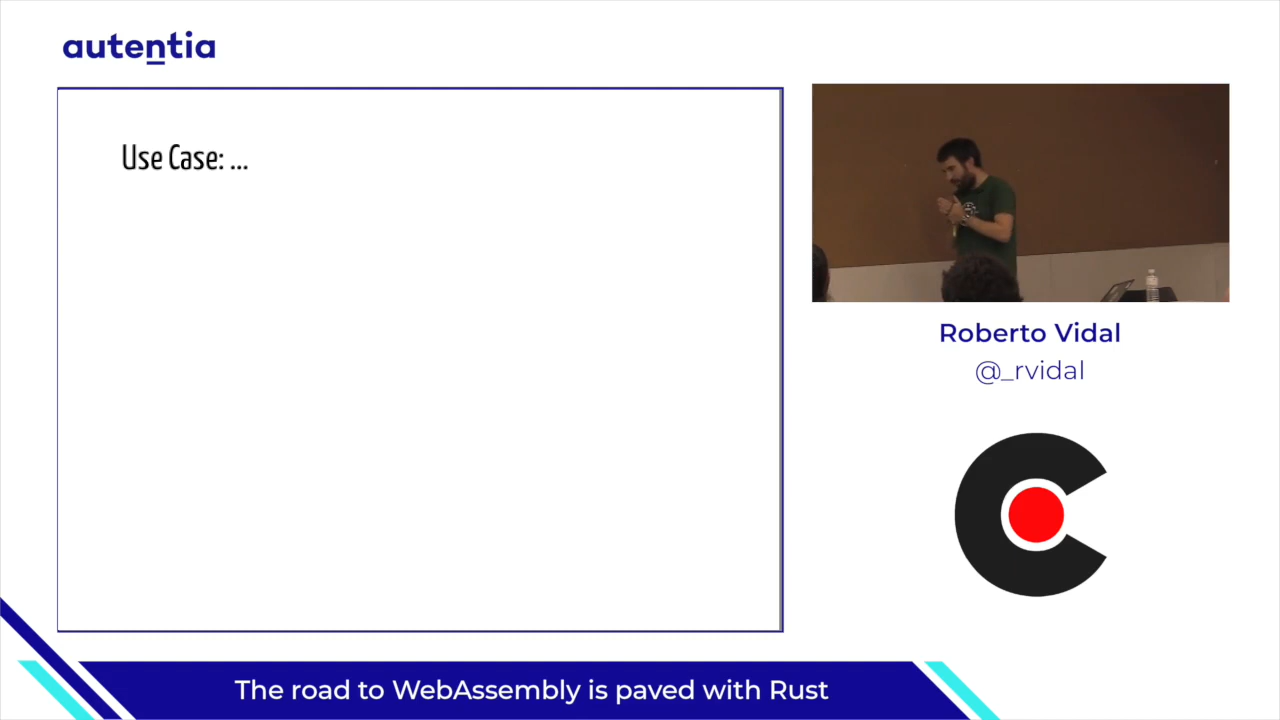 autentia
Use Case: ...
Roberto Vidal
@_rvidal
The road to WebAssembly is paved with Rust